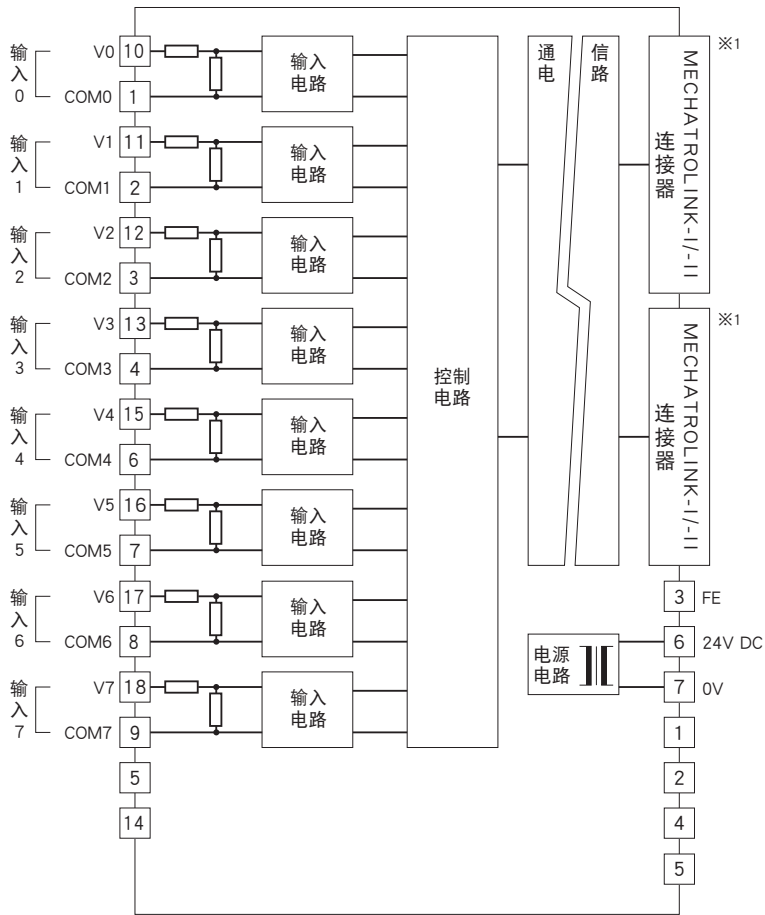 输入0
V0 10
COM0 1
输入电路
输入1
V1 11
COM1 2
输入电路
输入2
V2 12
COM2 3
输入电路
输入3
V3 13
COM3 4
输入电路
输入4
V4 15
COM4 6
输入电路
输入5
V5 16
COM5 7
输入电路
输入6
V6 17
COM6 8
输入电路
输入7
V7 18
COM7 9
输入电路
5
14
控制
电路
通信
电路
MECHATROLINK-I/-II
连接器
※1
MECHATROLINK-I/-II
连接器
※1
3 FE
电源
电路
6 24V DC
7 0V
1
2
4
5